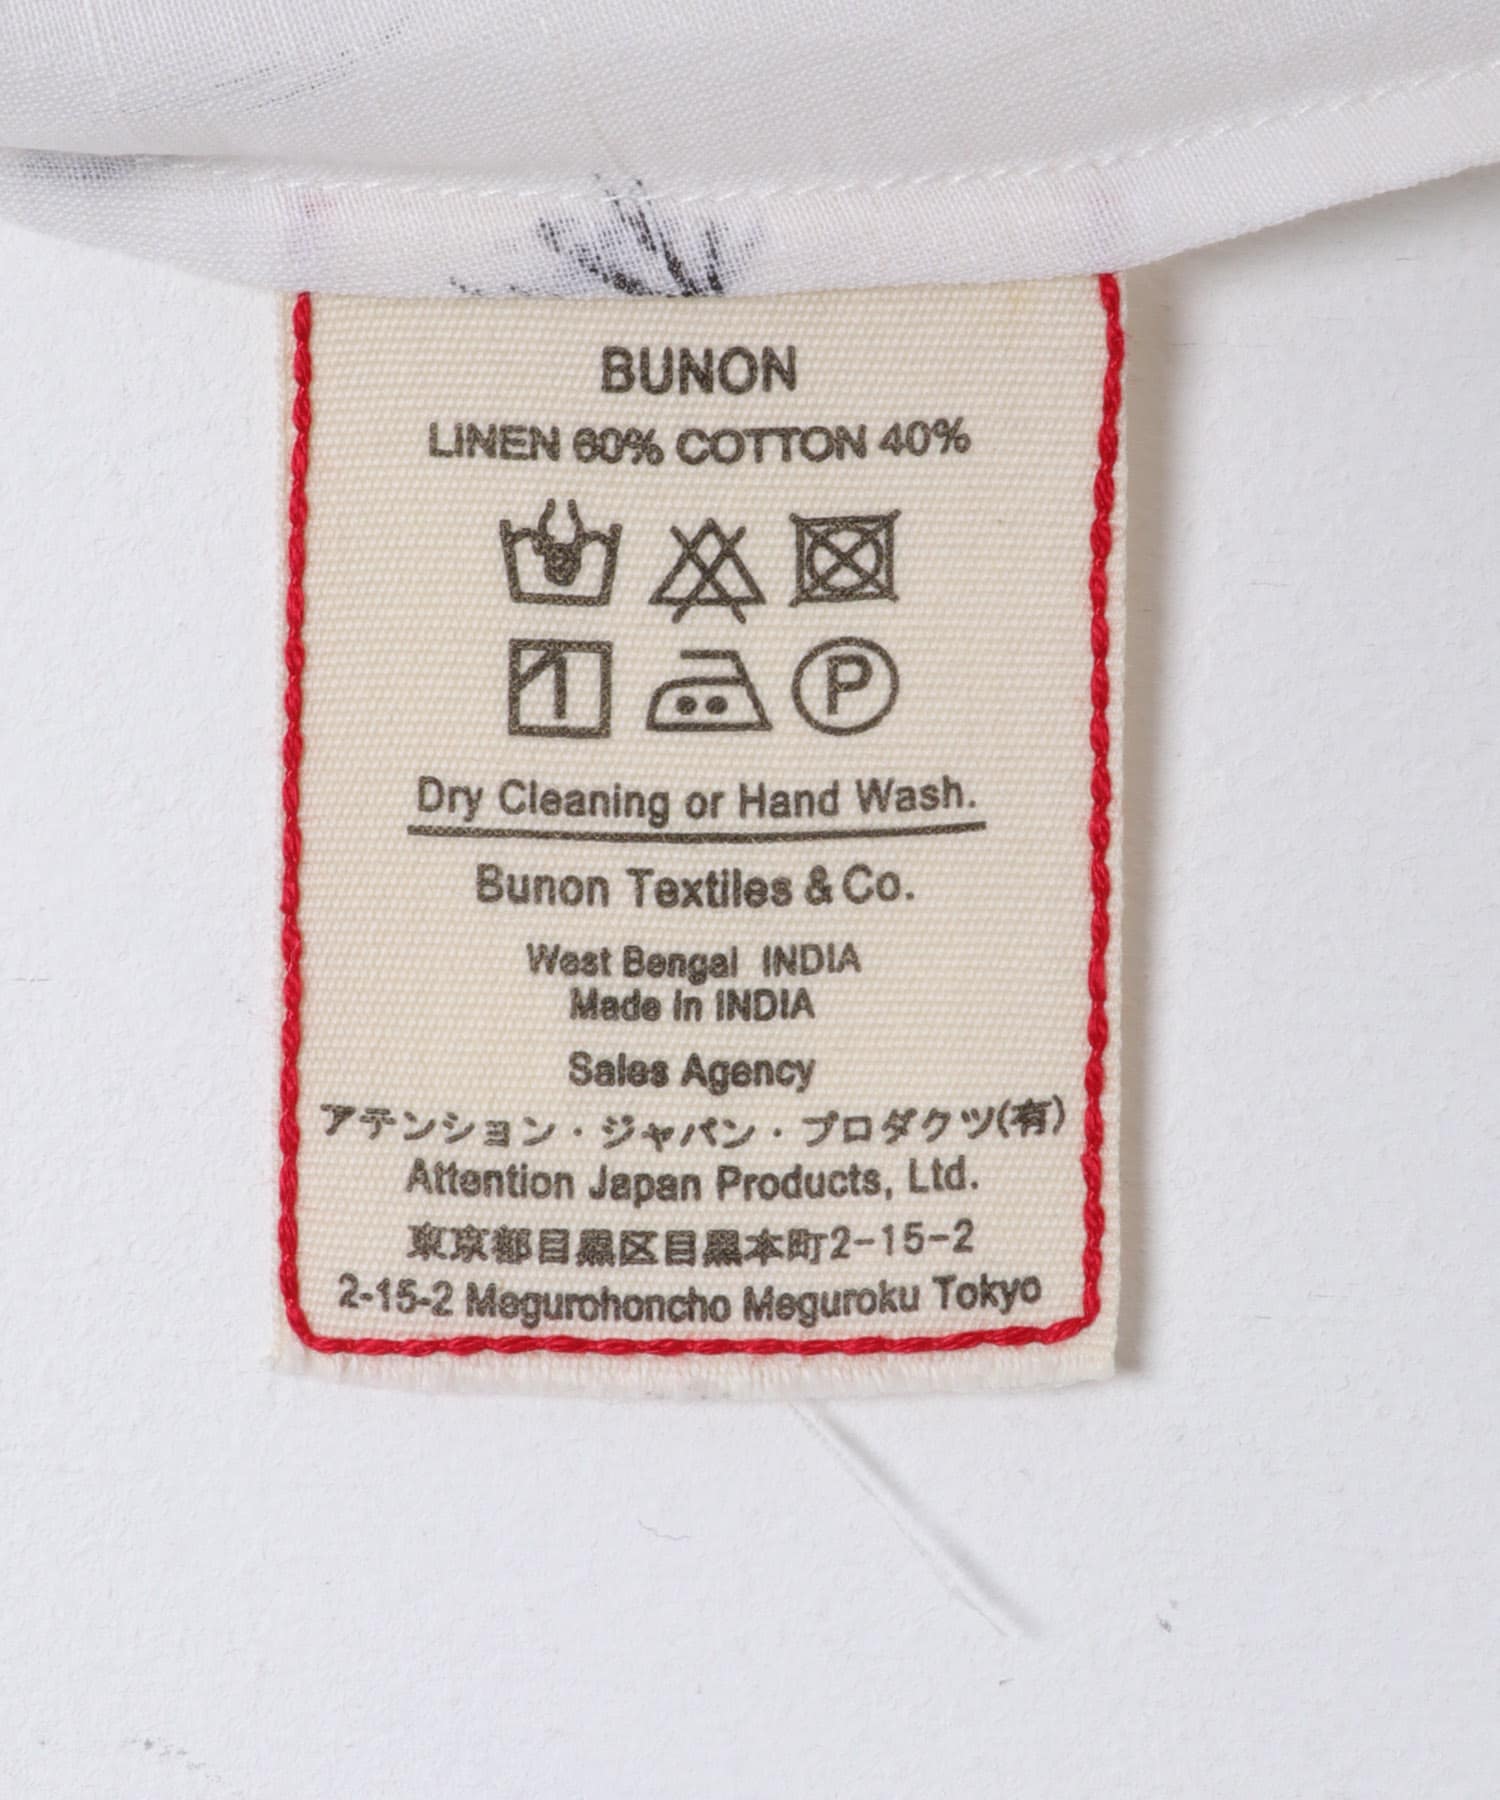 BUNON
LINEN 60% COTTON 40%
P
Dry Cleaning or Hand Wash.
Bunon Textiles & Co.
West Bengal INDIA
Made in INDIA
Sales Agency
アテンション・ジャパン・プロダクツ(有)
Attention Japan Products, Ltd.
東京都目黒区目黒本町2-15-2
2-15-2 Megurohoncho Meguroku Tokyo